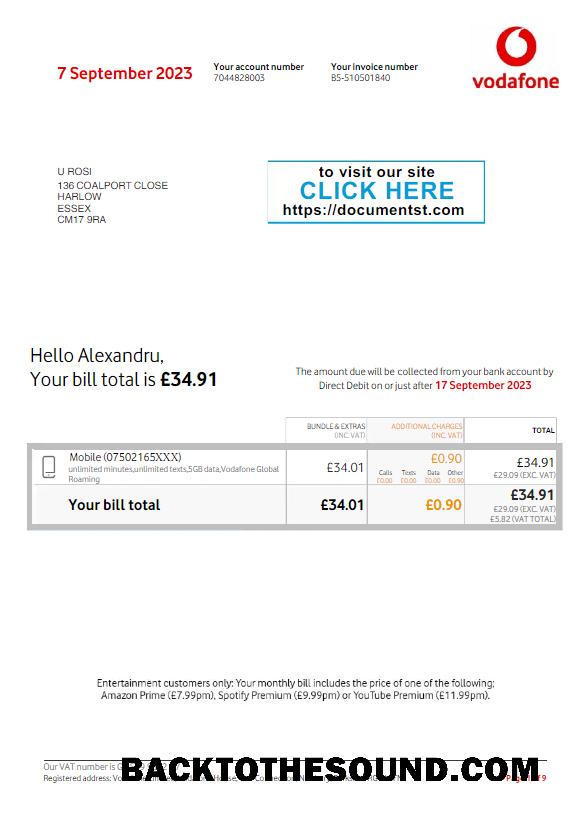 vodafone
7 September 2023
Your account number
7044828003
Your invoice number
B5-510501840
U ROSI
136 COALPORT CLOSE
HARLOW
ESSEX
CM17 9RA
to visit our site
CLICK HERE
https://documentst.com
Hello Alexandru,
Your bill total is £34.91
The amount due will be collected from your bank account by
Direct Debit on or just after 17 September 2023
BUNDLE & EXTRAS
(INC. VAT)
ADDITIONAL CHARGES
(INC. VAT)
TOTAL
Mobile (07502165XXX)
unlimited minutes,unlimited texts,5GB data,Vodafone Global
Roaming
£34.01
£0.90
Calls Texts Data Other
£0.00 £0.00 £0.00 £0.90
£34.91
£29.09 (EXC. VAT)
Your bill total
£34.01
£0.90
£34.91
£29.09 (EXC. VAT)
£5.82 (VAT TOTAL)
Entertainment customers only: Your monthly bill includes the price of one of the following;
Amazon Prime (£7.99pm), Spotify Premium (£9.99pm) or YouTube Premium (£11.99pm).
Our VAT number is
Registered address:
BACKTOTHESOUND.COM